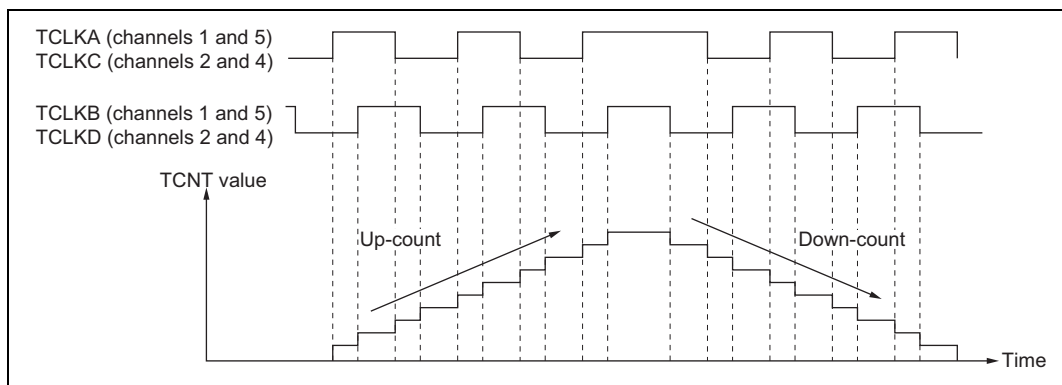 TCLKA (channels 1 and 5)
TCLKC (channels 2 and 4)
TCLKB (channels 1 and 5)
TCLKD (channels 2 and 4)
TCNT value
Up-count
Down-count
Time